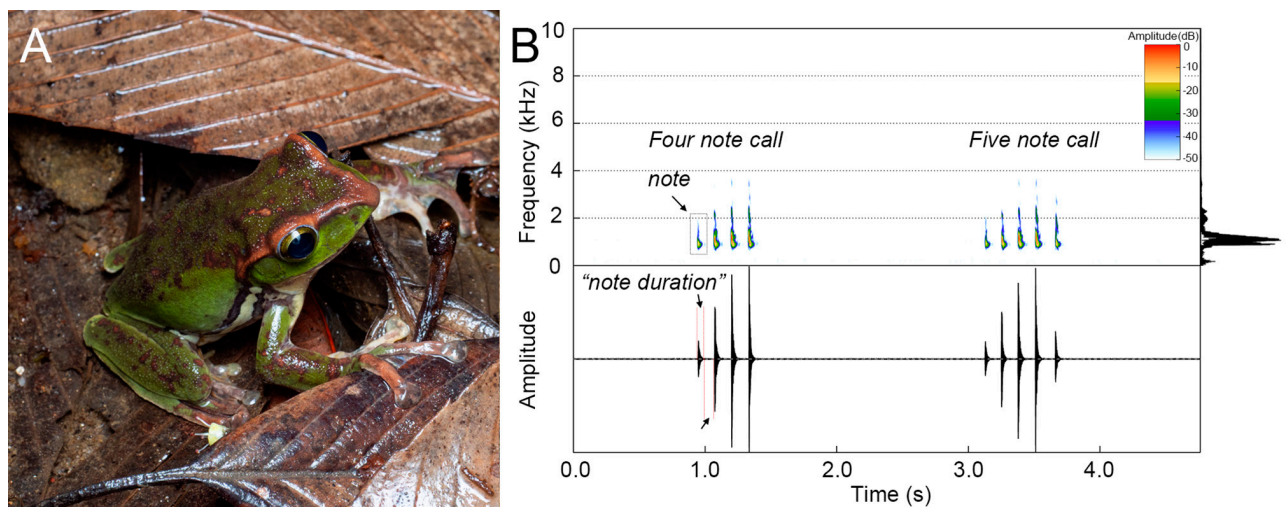 A
B
Frequency (kHz)
10
8
6
4
2
0
Four note call
Five note call
note
Amplitude(dB)
0
-10
-20
-30
-40
-50
"note duration"
Amplitude
0.0
1.0
2.0
3.0
4.0
Time (s)